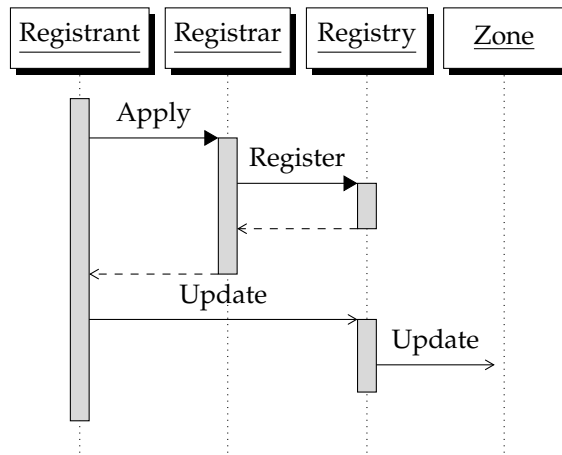 Registrant
Registrar
Registry
Zone
Apply
Register
Update
Update